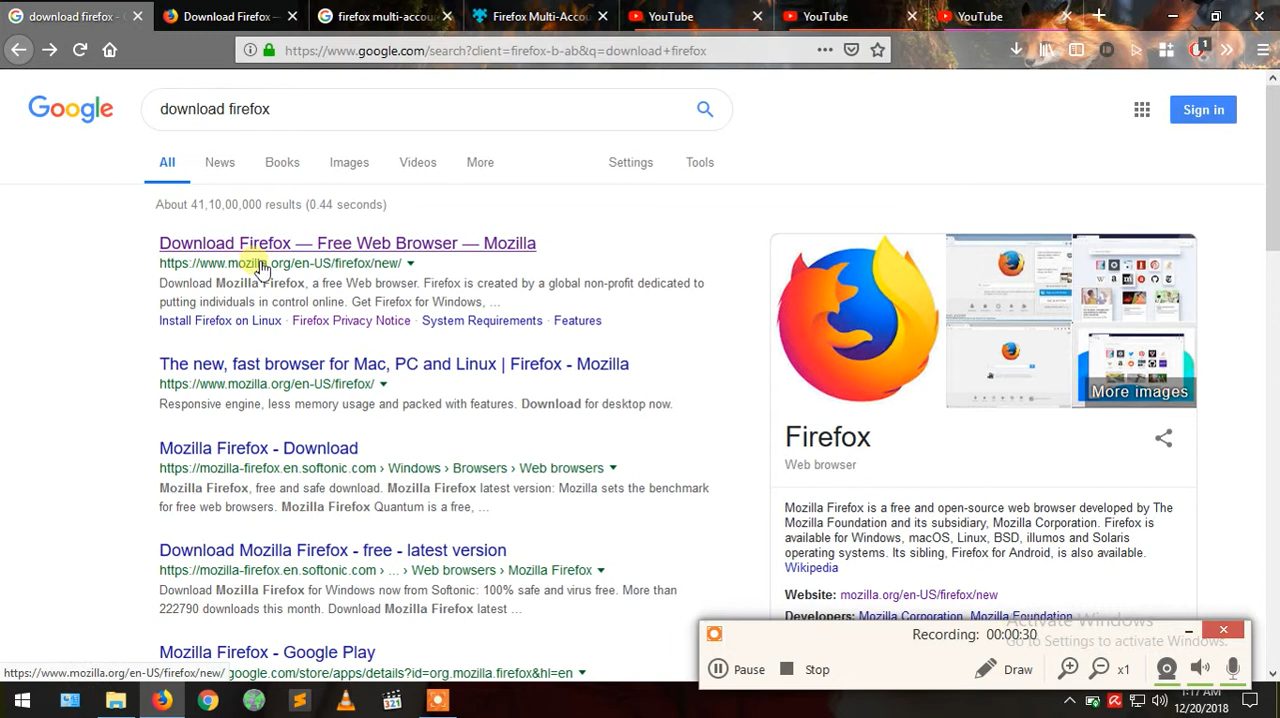 download firefox - G
Download Firefox —
firefox multi-accou
Firefox Multi-Accou
YouTube
YouTube
YouTube
https://www.google.com/search?client=firefox-b-ab&q=download+firefox
1
Google
download firefox
Sign in
All
News
Books
Images
Videos
More
Settings
Tools
About 41,10,00,000 results (0.44 seconds)
Download Firefox — Free Web Browser — Mozilla
https://www.mozilla.org/en-US/firefox/new/
Download Mozilla Firefox, a free Web browser. Firefox is created by a global non-profit dedicated to
putting individuals in control online. Get Firefox for Windows, ...
Install Firefox on Linux · Firefox Privacy Notice · System Requirements · Features
The new, fast browser for Mac, PC and Linux | Firefox - Mozilla
https://www.mozilla.org/en-US/firefox/
Responsive engine, less memory usage and packed with features. Download for desktop now.
Mozilla Firefox - Download
https://mozilla-firefox.en.softonic.com › Windows › Browsers › Web browsers
Mozilla Firefox, free and safe download. Mozilla Firefox latest version: Mozilla sets the benchmark
for free web browsers. Mozilla Firefox Quantum is a free, ...
Download Mozilla Firefox - free - latest version
https://mozilla-firefox.en.softonic.com › ... › Web browsers › Mozilla Firefox
Download Mozilla Firefox for Windows now from Softonic: 100% safe and virus free. More than
222790 downloads this month. Download Mozilla Firefox latest ...
Mozilla Firefox - Google Play
https://www.mozilla.org/en-US/firefox/new/
google.com/store/apps/details?id=org.mozilla.firefox&hl=en
More images
Firefox
Web browser
Mozilla Firefox is a free and open-source web browser developed by The
Mozilla Foundation and its subsidiary, Mozilla Corporation. Firefox is
available for Windows, macOS, Linux, BSD, illumos and Solaris
operating systems. Its sibling, Firefox for Android, is also available.
Wikipedia
Website: mozilla.org/en-US/firefox/new
Developers: Mozilla Corporation, Mozilla Foundation
Activate Windows
Go to Settings to activate Windows.
Recording: 00:00:30
Pause
Stop
Draw
x1
1:17 AM
12/20/2018